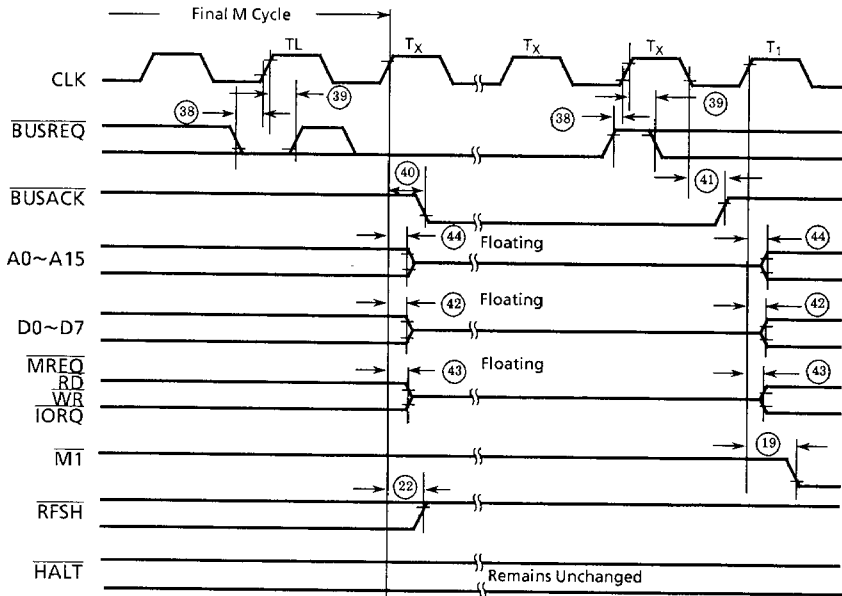 Final M Cycle
TL TX TX TX T1
CLK
39 39
38 38
BUSREQ
40 41
BUSACK
44 Floating 44
A0~A15
42 Floating 42
D0~D7
MREQ 43 Floating 43
RD
WR
IORQ
19
M1
22
RFSH
HALT
Remains Unchanged